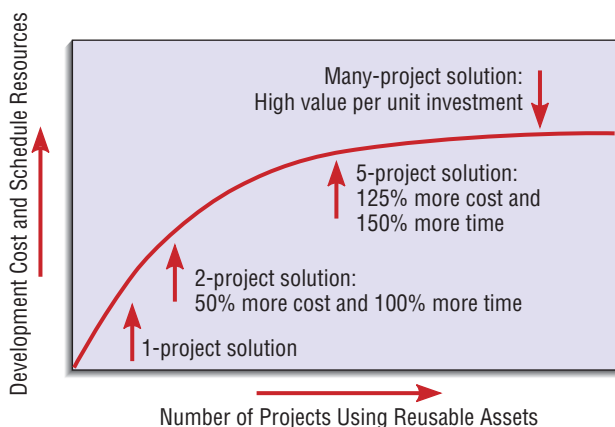 Development Cost and Schedule Resources
Many-project solution:
High value per unit investment
5-project solution:
125% more cost and
150% more time
2-project solution:
50% more cost and 100% more time
1-project solution
Number of Projects Using Reusable Assets